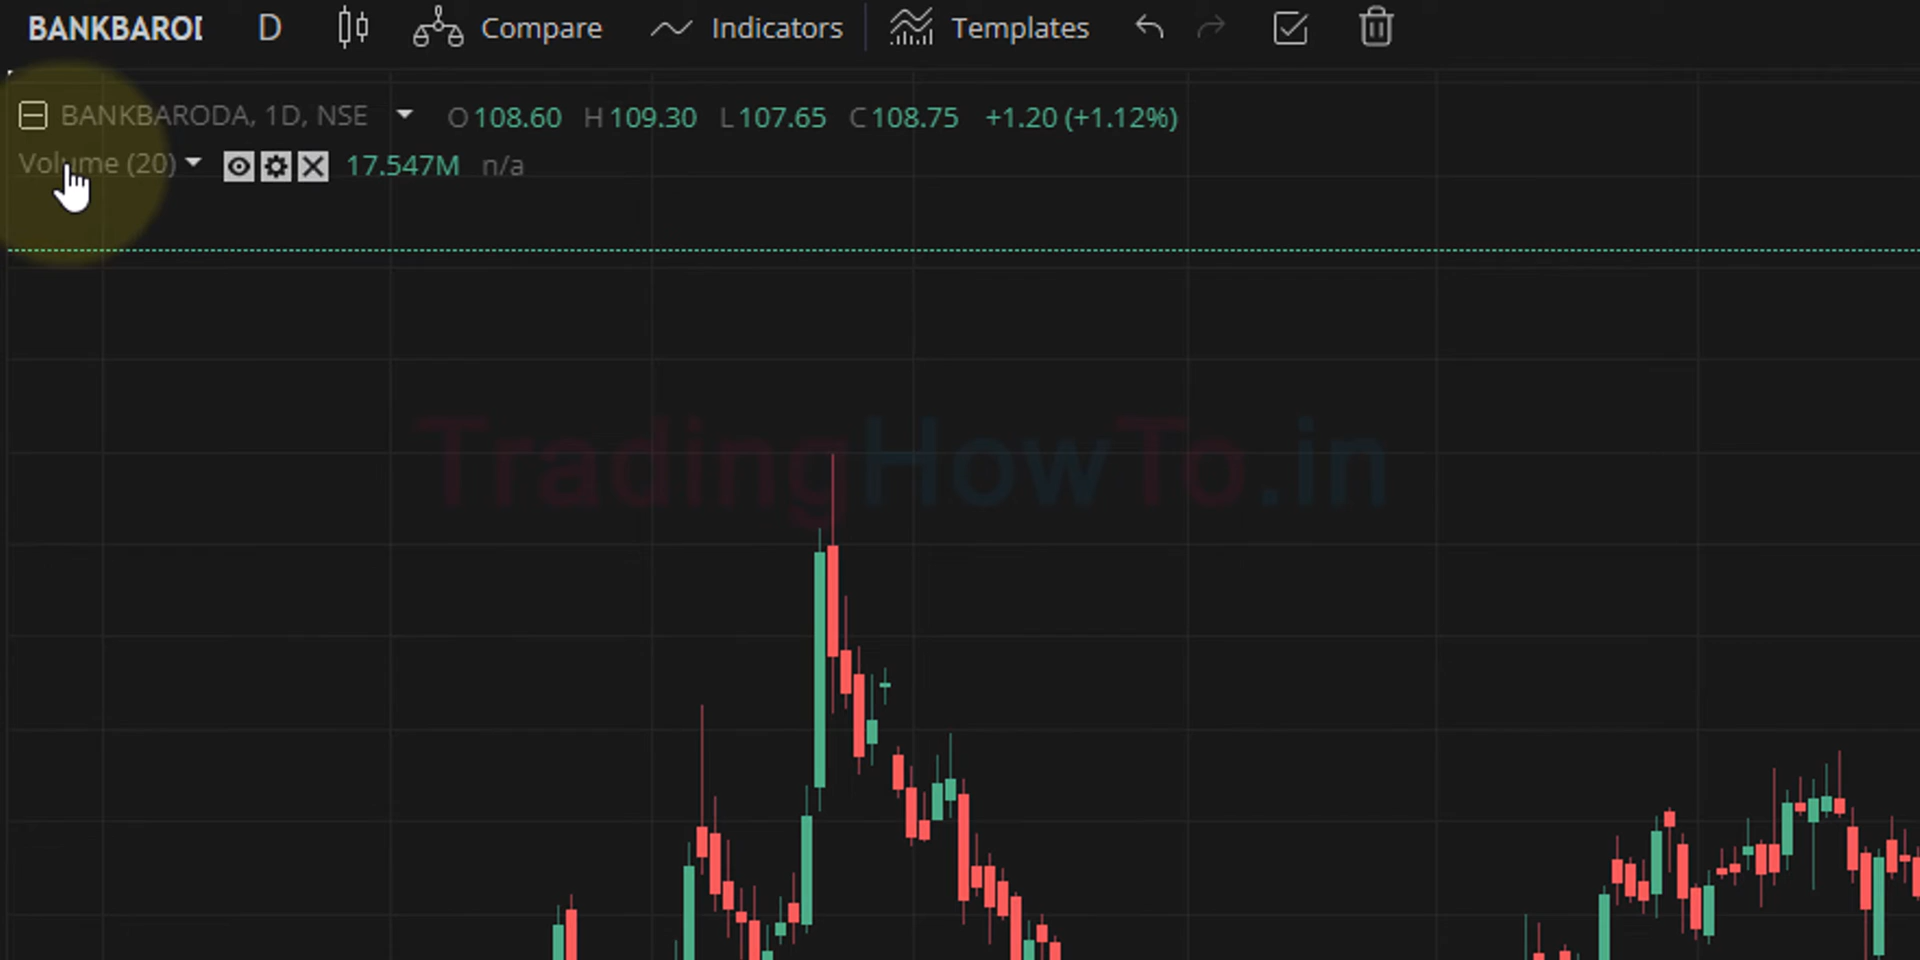 BANKBAROI D Compare Indicators Templates
BANKBARODA, 1D, NSE O108.60 H109.30 L107.65 C108.75 +1.20 (+1.12%)
Volume (20) 17.547M n/a
TradingHowTo.in